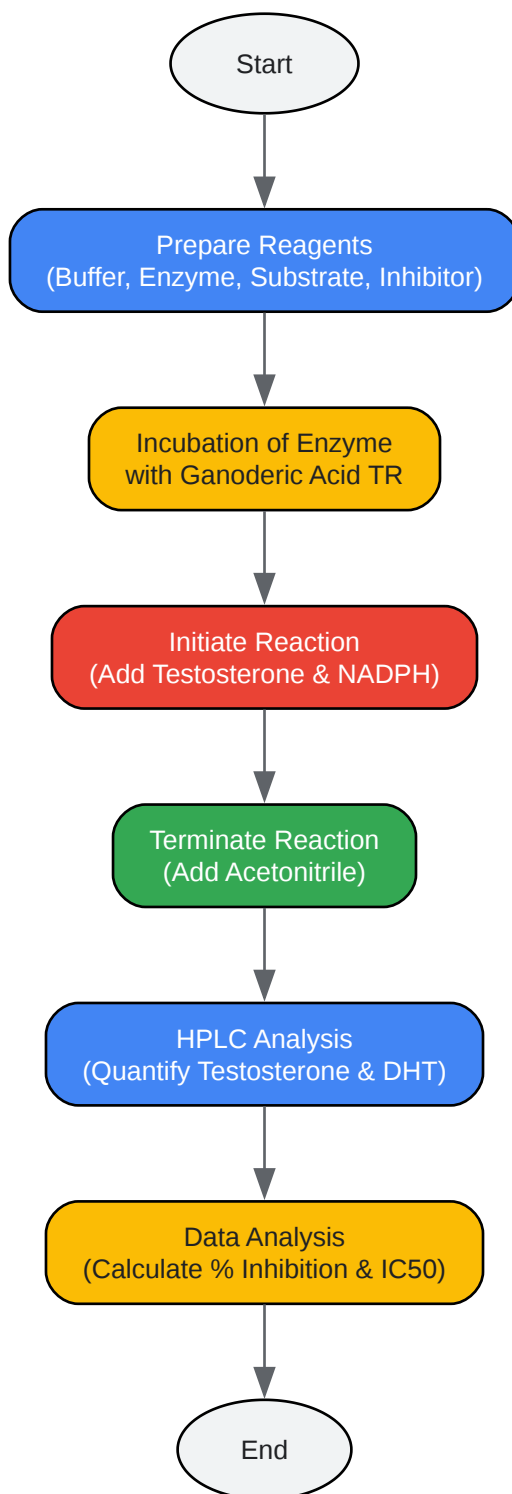 Start
Prepare Reagents
(Buffer, Enzyme, Substrate, Inhibitor)
Incubation of Enzyme
with Ganoderic Acid TR
Initiate Reaction
(Add Testosterone & NADPH)
Terminate Reaction
(Add Acetonitrile)
HPLC Analysis
(Quantify Testosterone & DHT)
Data Analysis
(Calculate % Inhibition & IC50)
End